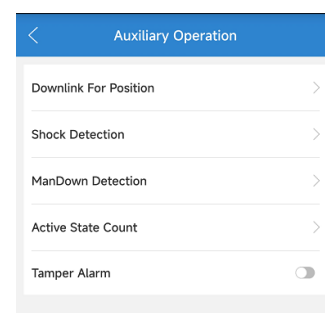 Auxiliary Operation
Downlink For Position
Shock Detection
ManDown Detection
Active State Count
Tamper Alarm